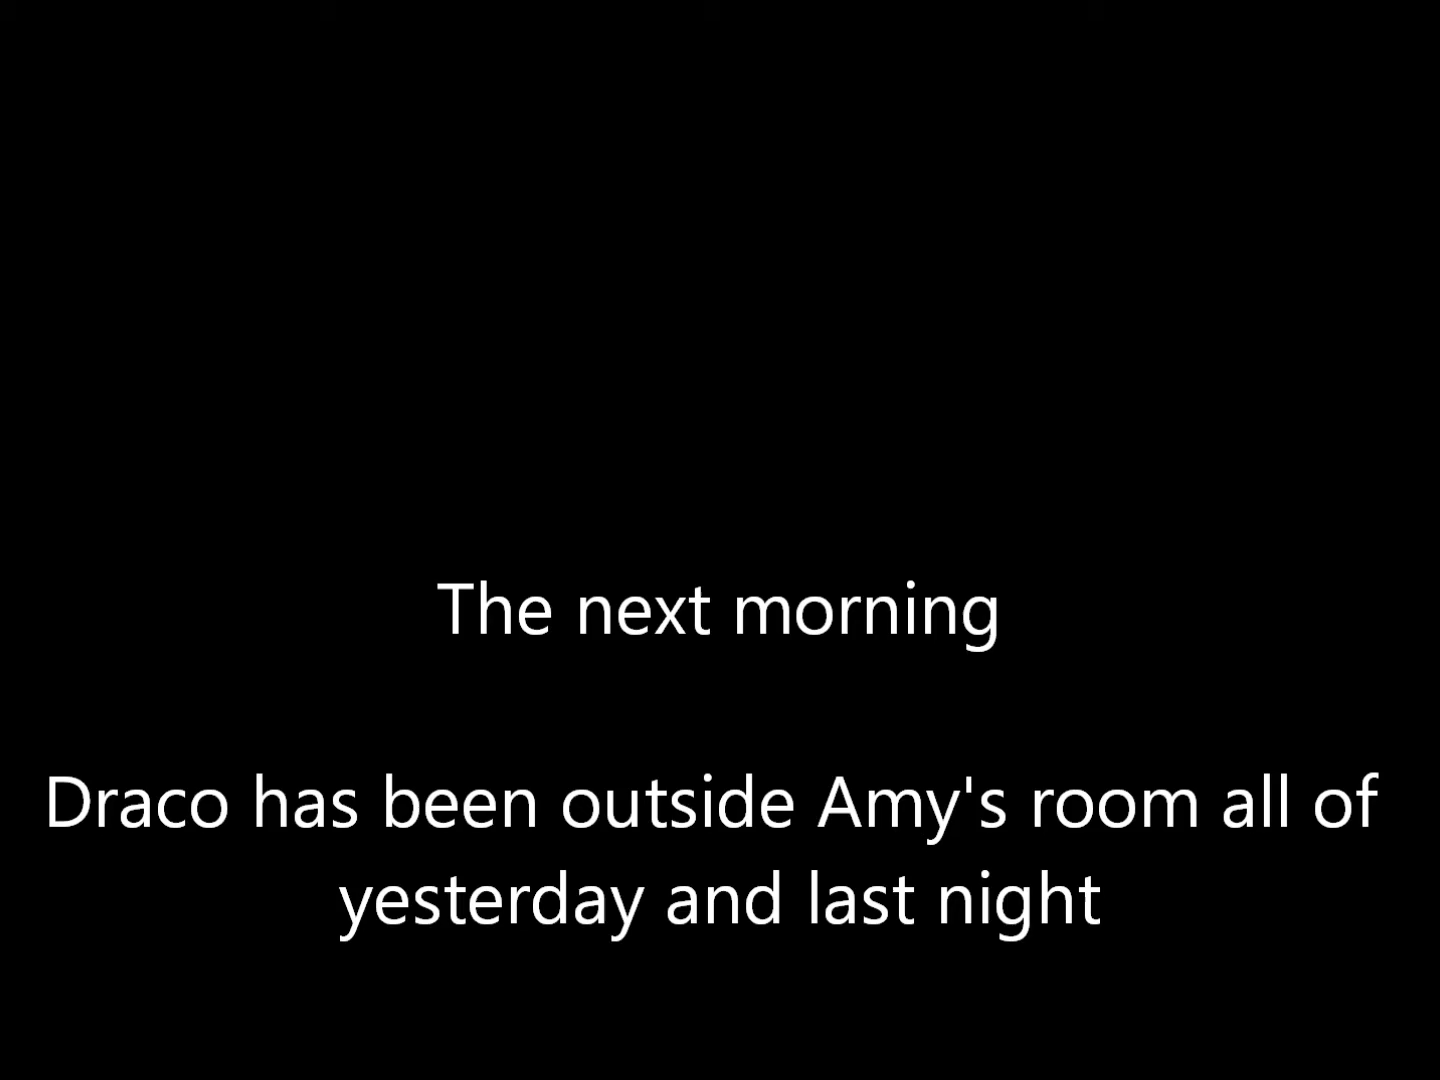 The next morning
Draco has been outside Amy's room all of
yesterday and last night